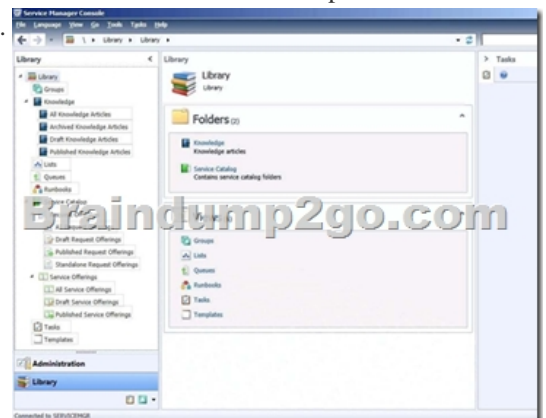 .
Service Manager Console
File Language View Go Tools Tasks Help
\ ▸ Library ▸ Library ▸
Library <
Library
Groups
Knowledge
All Knowledge Articles
Archived Knowledge Articles
Draft Knowledge Articles
Published Knowledge Articles
Lists
Queues
Runbooks
Service Catalog
Draft Request Offerings
Published Request Offerings
Standalone Request Offerings
Service Offerings
All Service Offerings
Draft Service Offerings
Published Service Offerings
Tasks
Templates
Administration
Library
Connected to SERVICEMGR
Library
Library
Library
Folders (2)
Knowledge
Knowledge articles
Service Catalog
Contains service catalog folders
Braindump2go.com
Groups
Lists
Queues
Runbooks
Tasks
Templates
> Tasks